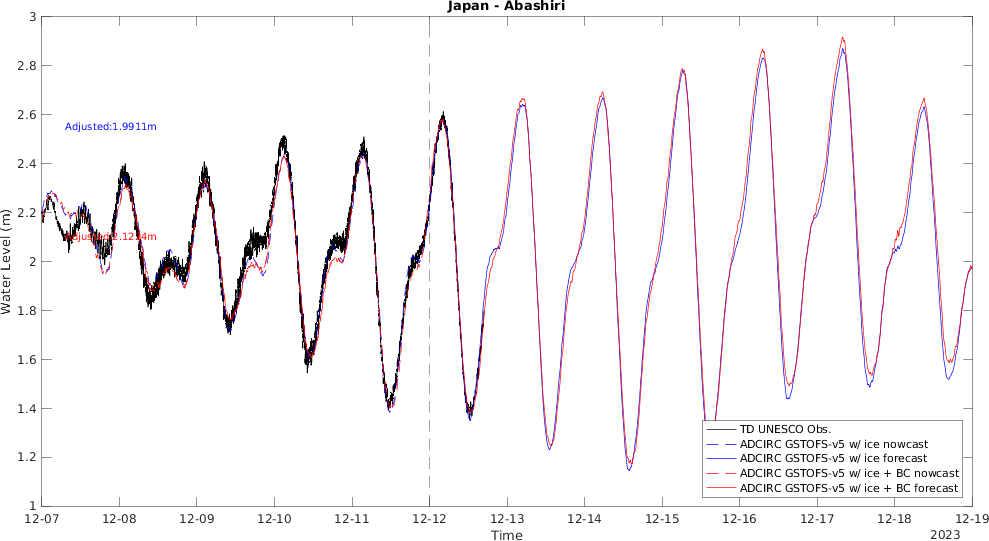 Japan - Abashiri
Water Level (m)
3
2.8
2.6
2.4
2.2
2
1.8
1.6
1.4
1.2
1
Adjusted:1.9911m
TD UNESCO Obs.
ADCIRC GSTOFS-v5 w/ ice nowcast
ADCIRC GSTOFS-v5 w/ ice forecast
ADCIRC GSTOFS-v5 w/ ice + BC nowcast
ADCIRC GSTOFS-v5 w/ ice + BC forecast
12-07 12-08 12-09 12-10 12-11 12-12 12-13 12-14 12-15 12-16 12-17 12-18 12-19
Time
2023